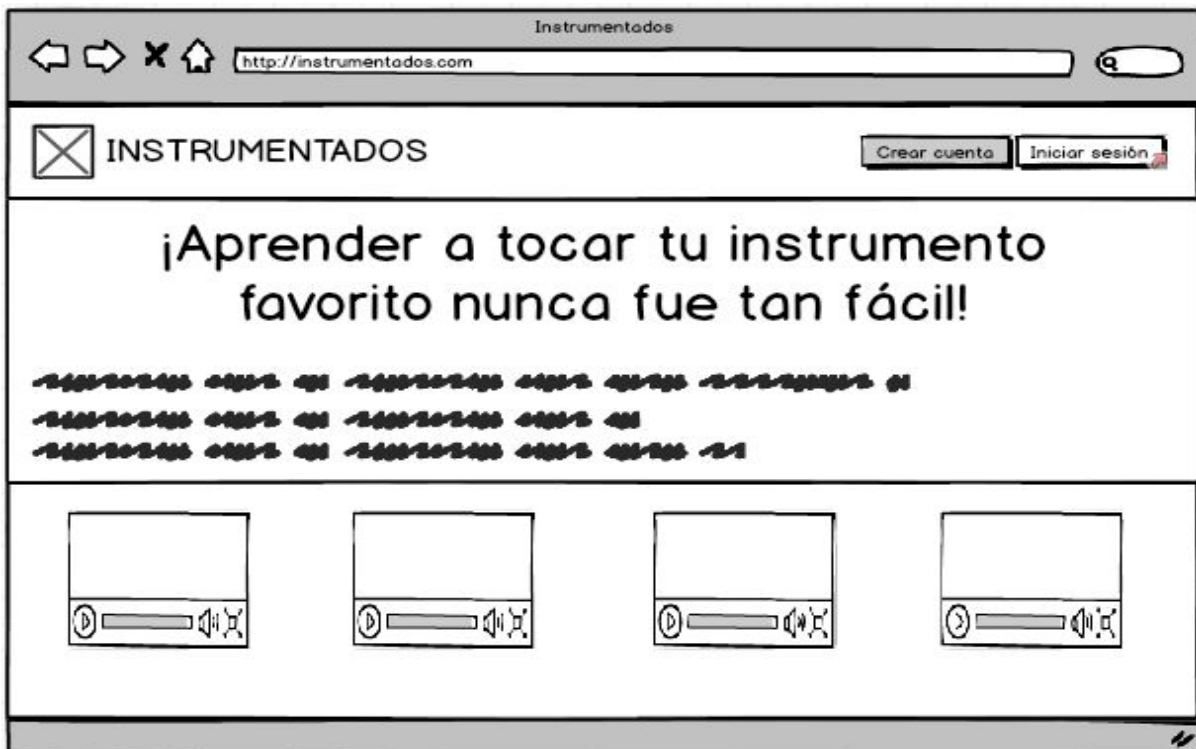 Instrumentados
http://instrumentados.com
INSTRUMENTADOS
Crear cuenta
Iniciar sesión
¡Aprender a tocar tu instrumento
favorito nunca fue tan fácil!